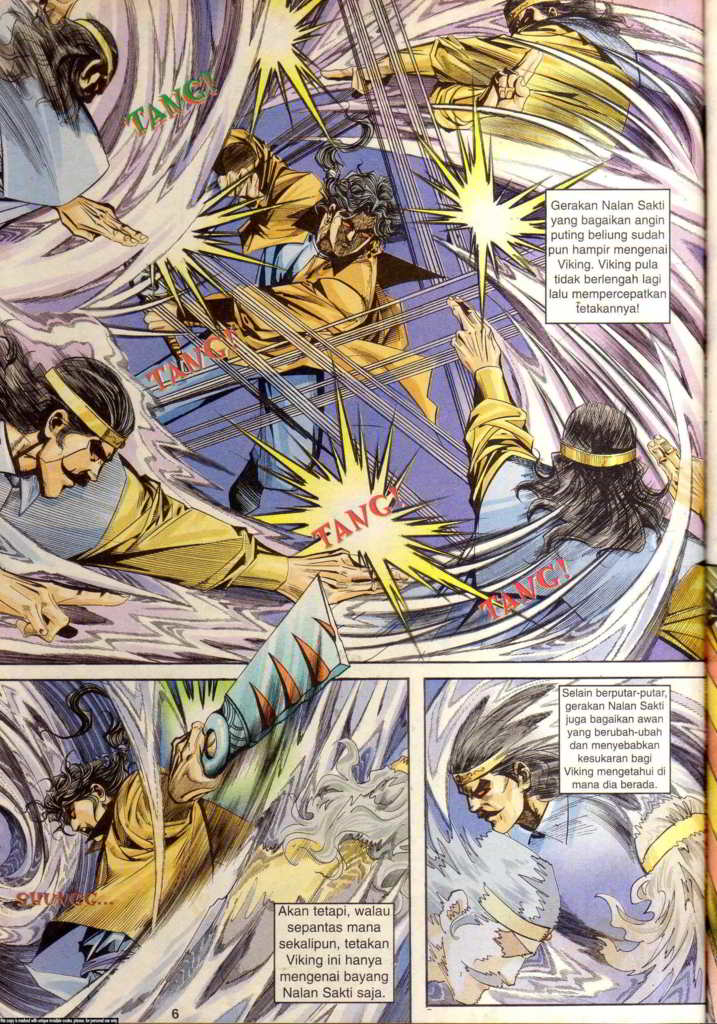 TANG!
Gerakan Nalan Sakti
yang bagaikan angin
puting beliung sudah
pun hampir mengenai
Viking. Viking pula
tidak berlengah lagi
lalu mempercepatkan
tetakannya!
TANG!
TANG!
TANG!
Selain berputar-putar,
gerakan Nalan Sakti
juga bagaikan awan
yang berubah-ubah
dan menyebabkan
kesukaran bagi
Viking mengetahui di
mana dia berada.
Akan tetapi, walau
sepantas mana
sekalipun, tetakan
Viking ini hanya
mengenai bayang
Nalan Sakti saja.
6